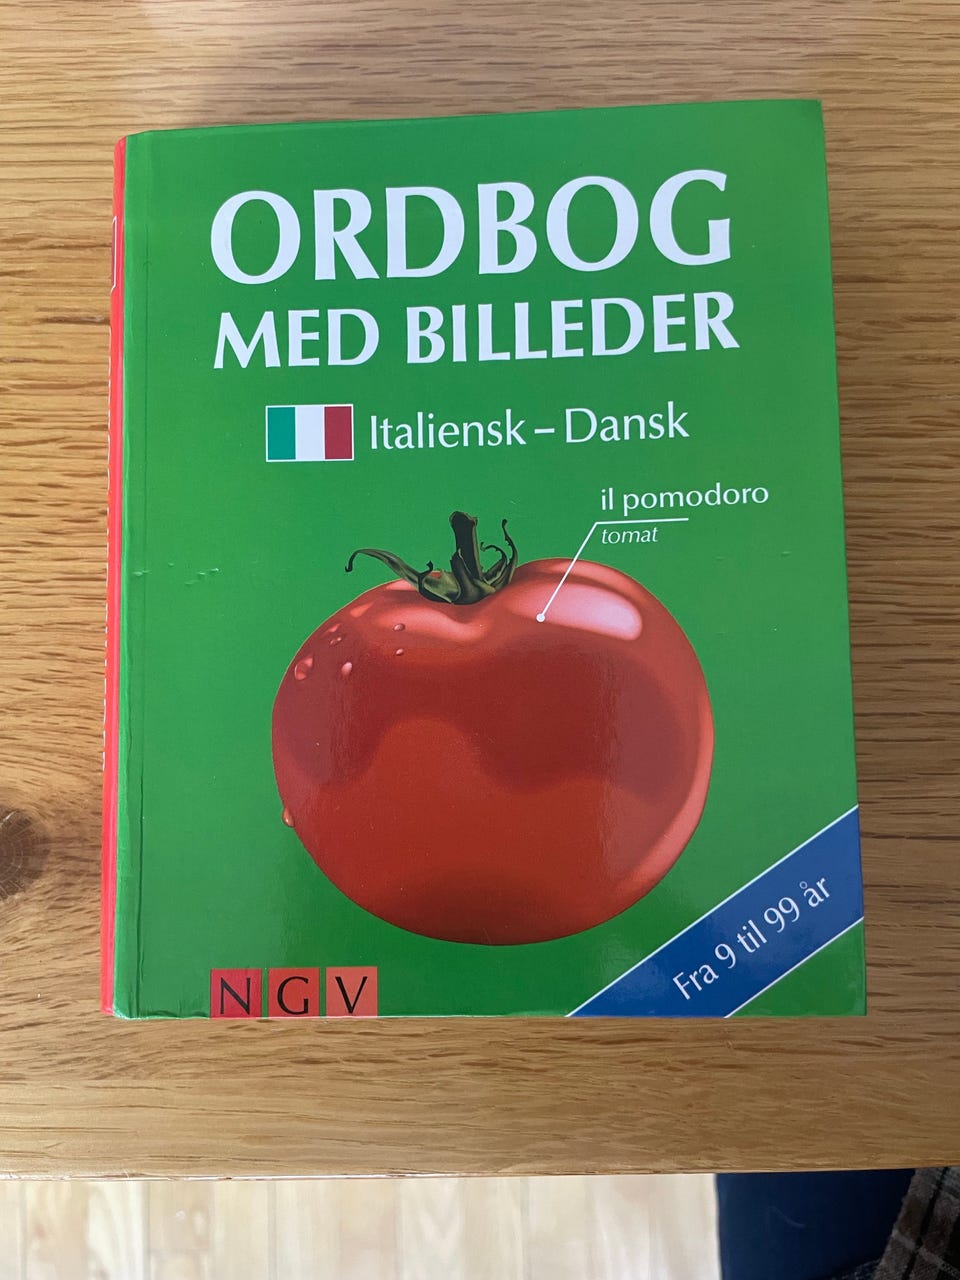 ORDBOG
MED BILLEDER
Italiensk – Dansk
il pomodoro
tomat
Fra 9 til 99 år
NGV